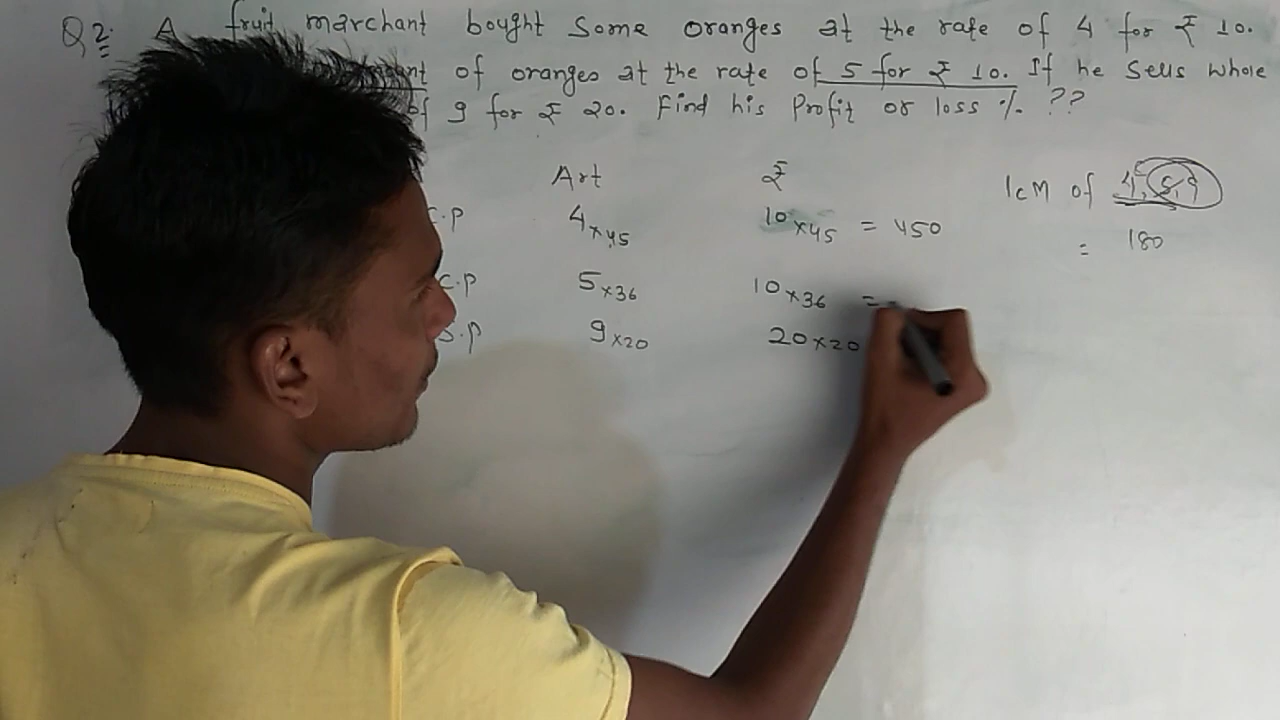 Q 2. A fruit marchant bought some oranges at the rate of 4 for ₹ 10.
of oranges at the rate of 5 for ₹ 10. If he sells whole
of 9 for ₹ 20. Find his Profit or loss %. ??
Art ₹ lcm of 4,5,9
C.P 4×45 10×45 = 450 = 180
C.P 5×36 10×36 =
S.P 9×20 20×20